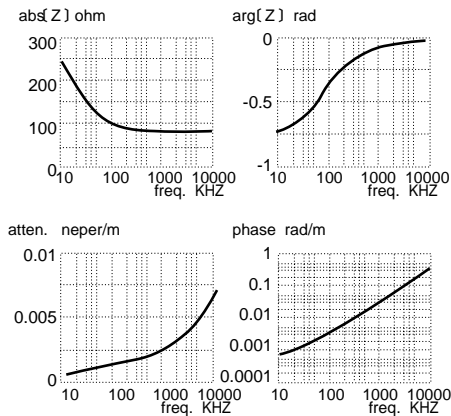 abs(Z) ohm
300
200
100
0
10 100 1000 10000
freq. KHZ
arg(Z) rad
0
-0.5
-1
10 100 1000 10000
freq. KHZ
atten. neper/m
0.01
0.005
0
10 100 1000 10000
freq. KHZ
phase rad/m
1
0.1
0.01
0.001
0.0001
10 100 1000 10000
freq. KHZ